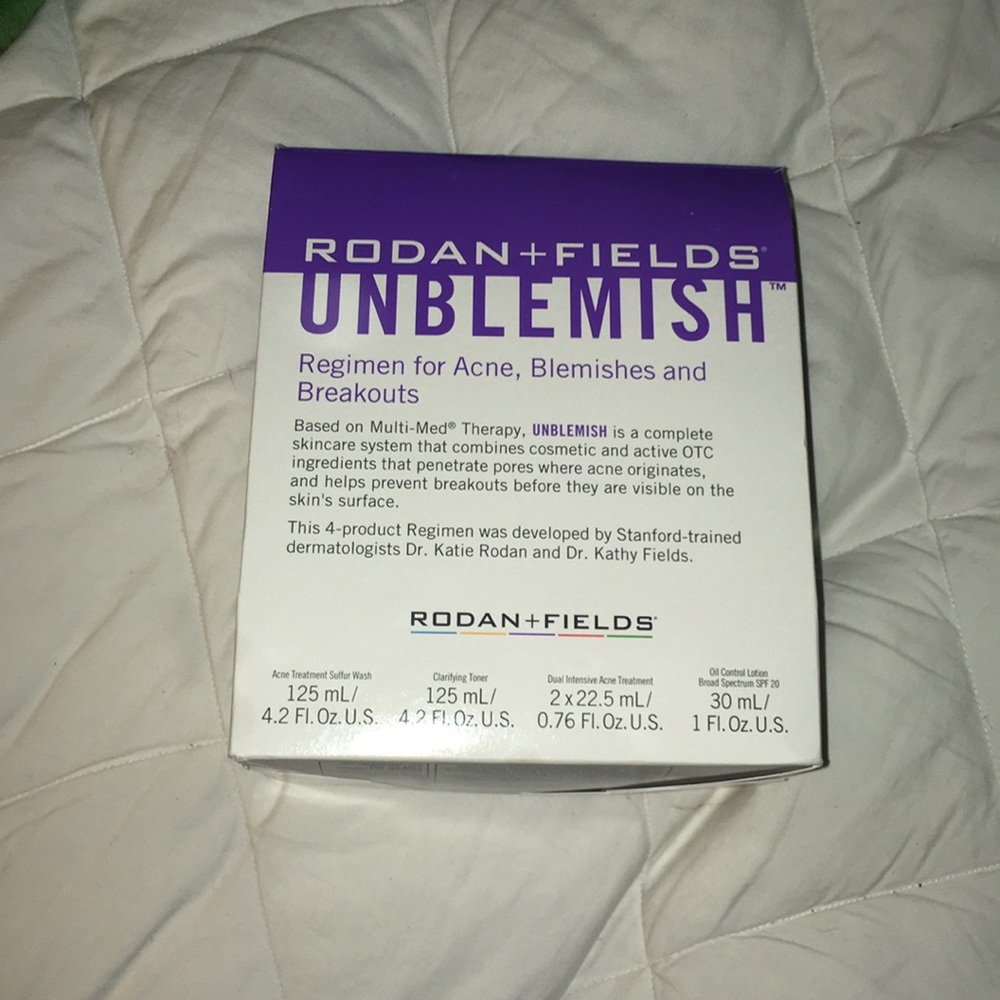 RODAN+FIELDS®
UNBLEMISH™
Regimen for Acne, Blemishes and
Breakouts
Based on Multi-Med® Therapy, UNBLEMISH is a complete
skincare system that combines cosmetic and active OTC
ingredients that penetrate pores where acne originates,
and helps prevent breakouts before they are visible on the
skin's surface.
This 4-product Regimen was developed by Stanford-trained
dermatologists Dr. Katie Rodan and Dr. Kathy Fields.
RODAN+FIELDS®
Acne Treatment Sulfur Wash
125 mL/
4.2 Fl. Oz. U.S.
Clarifying Toner
125 mL/
4.2 Fl. Oz. U.S.
Dual Intensive Acne Treatment
2 x 22.5 mL/
0.76 Fl. Oz. U.S.
Oil Control Lotion
Broad Spectrum SPF 20
30 mL/
1 Fl. Oz. U.S.